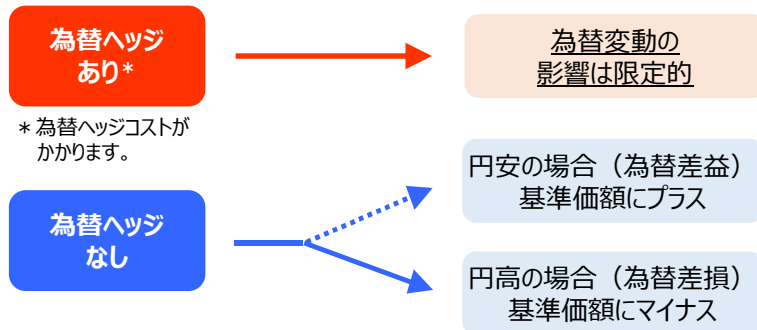 為替ヘッジ
あり*
為替変動の
影響は限定的
* 為替ヘッジコストが
かかります。
円安の場合（為替差益）
基準価額にプラス
為替ヘッジ
なし
円高の場合（為替差損）
基準価額にマイナス